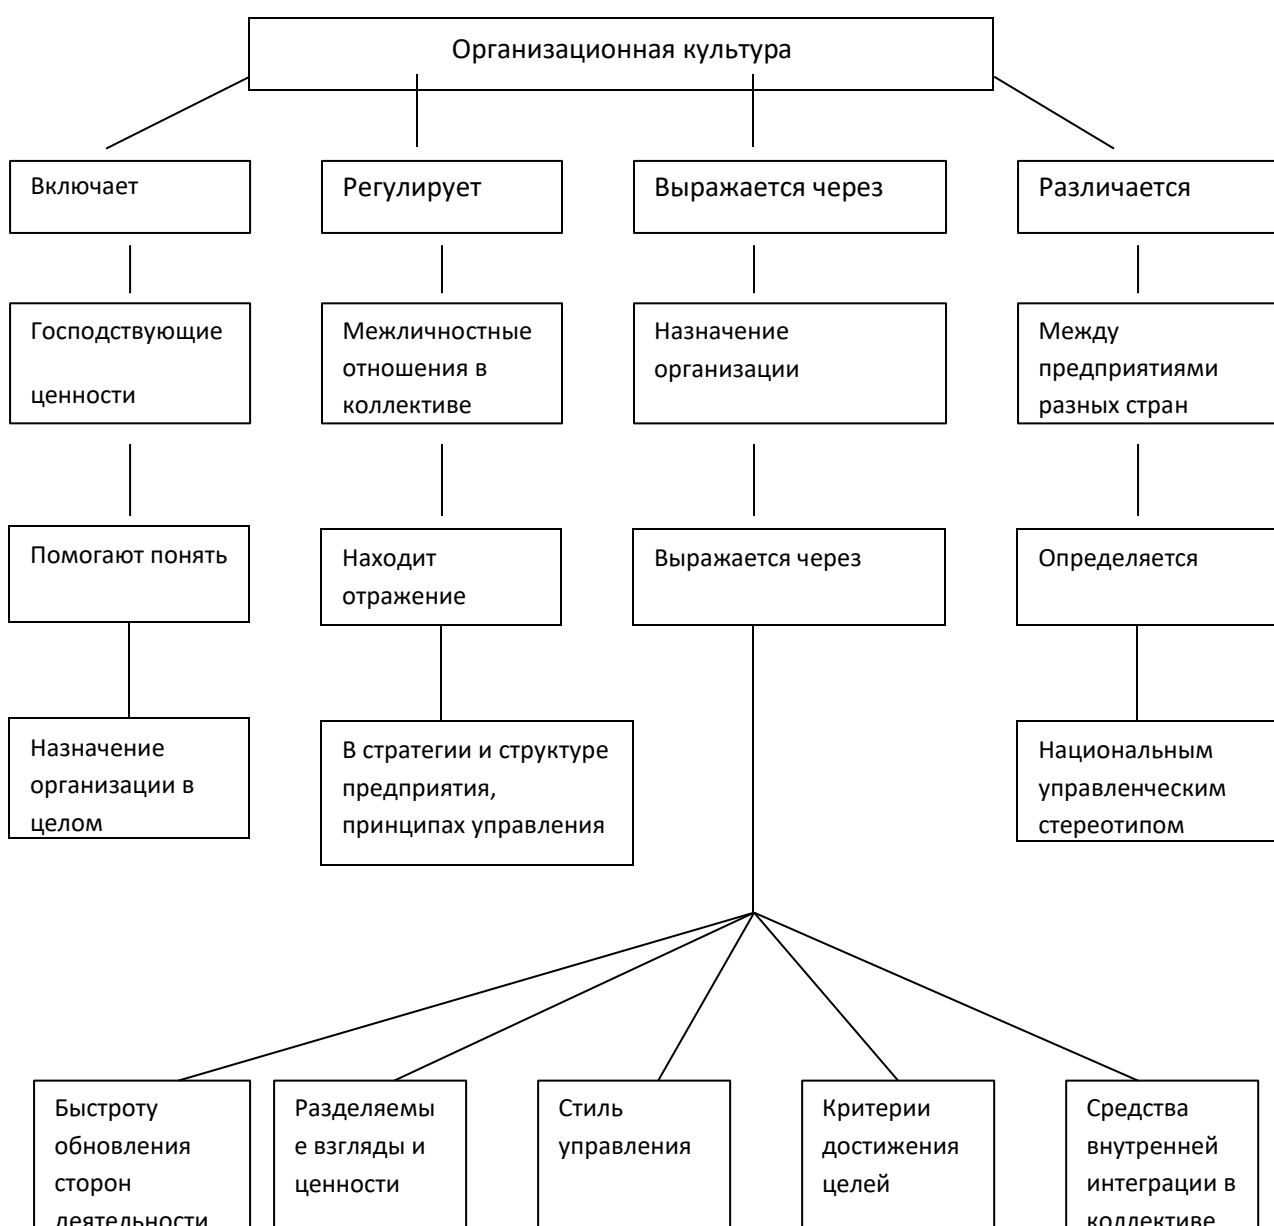 Организационная культура
Включает
Регулирует
Выражается через
Различается
Господствующие
ценности
Межличностные
отношения в
коллективе
Назначение
организации
Между
предприятиями
разных стран
Помогают понять
Находит
отражение
Выражается через
Определяется
Назначение
организации в
целом
В стратегии и структуре
предприятия,
принципах управления
Национальным
управленческим
стереотипом
Быстроту
обновления
сторон
деятельности
Разделяемы
е взгляды и
ценности
Стиль
управления
Критерии
достижения
целей
Средства
внутренней
интеграции в
коллективе